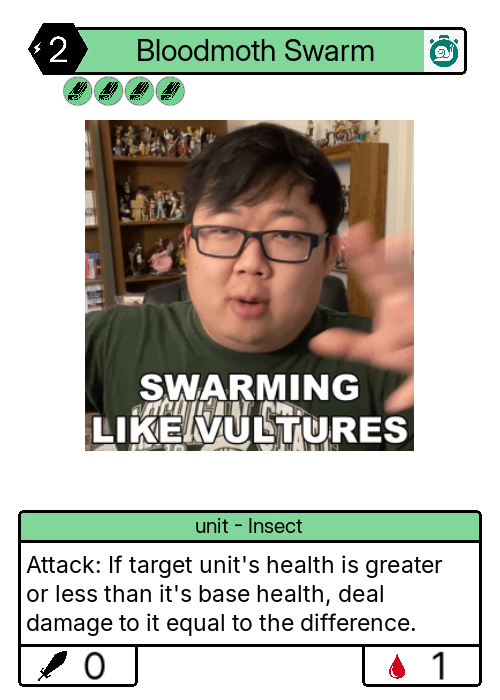 2
Bloodmoth Swarm
SWARMING
LIKE VULTURES
unit - Insect
Attack: If target unit's health is greater
or less than it's base health, deal
damage to it equal to the difference.
0
1